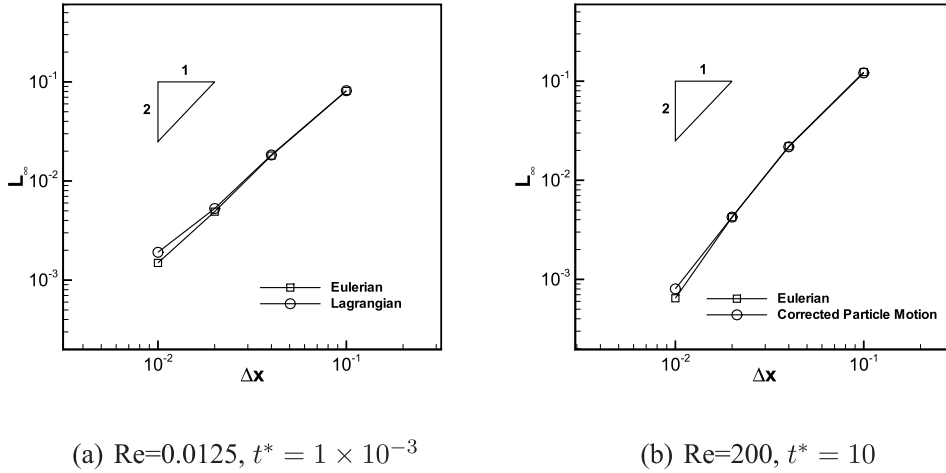 1
2
10⁻¹
10⁻²
10⁻³
L∞
Eulerian
Lagrangian
10⁻² 10⁻¹
Δx
(a) Re=0.0125, t* = 1 × 10⁻³
1
2
10⁻¹
10⁻²
10⁻³
L∞
Eulerian
Corrected Particle Motion
10⁻² 10⁻¹
Δx
(b) Re=200, t* = 10